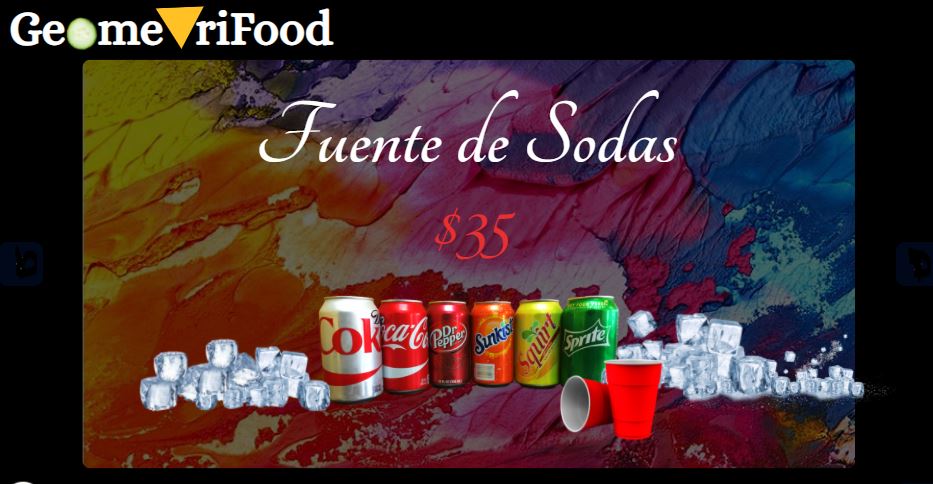 GeomeTriFood
Fuente de Sodas
$35
Coke
Coca-Cola
Dr Pepper
Sunkist
Squirt
Sprite